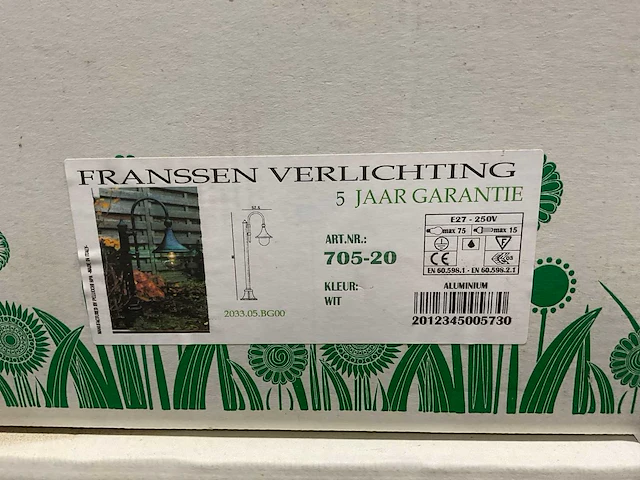 FRANSSEN VERLICHTING
5 JAAR GARANTIE
ART.NR.:
705-20
KLEUR:
WIT
2033.05.BG00
E27 - 250V
max 75
max 15
CE
F
EN 60.598.1 - EN 60.598.2.1
ALUMINIUM
2012345005730